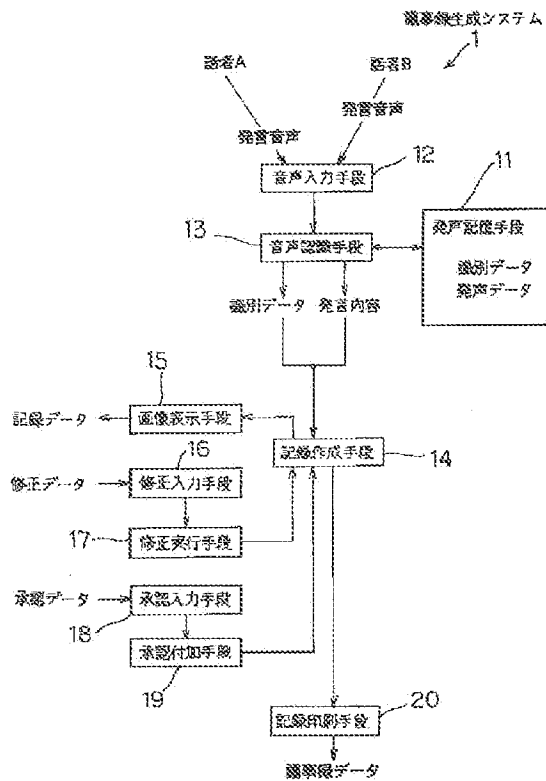 議事録生成システム
1
話者A
話者B
発言音声
発言音声
12
11
音声入力手段
13
発声記憶手段
音声認識手段
識別データ
発声データ
識別データ
発言内容
15
記録データ
画像表示手段
記録作成手段
14
16
修正データ
修正入力手段
17
修正実行手段
承認データ
承認入力手段
18
承認付加手段
19
20
記録印刷手段
議事録データ